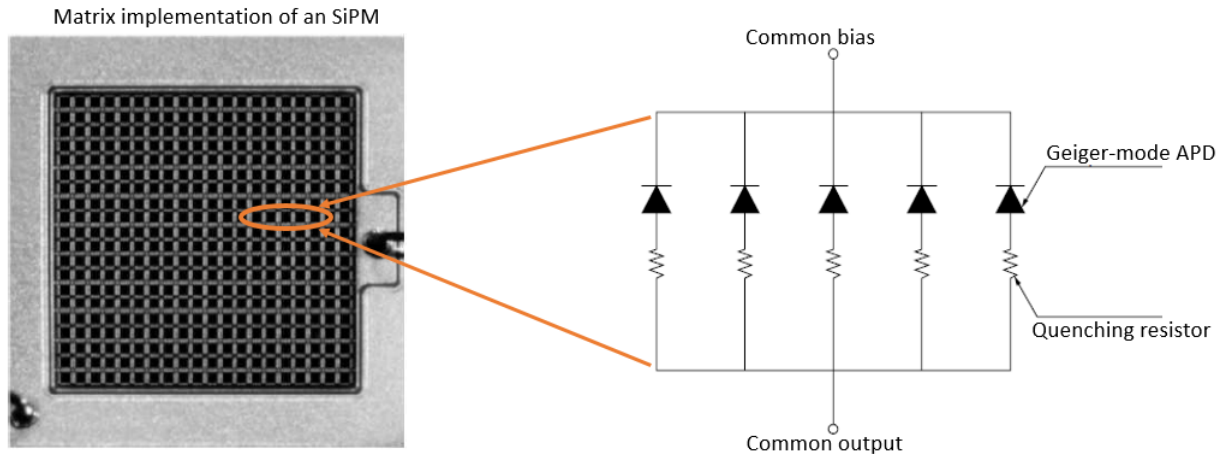 Matrix implementation of an SiPM
Common bias
Geiger-mode APD
Quenching resistor
Common output